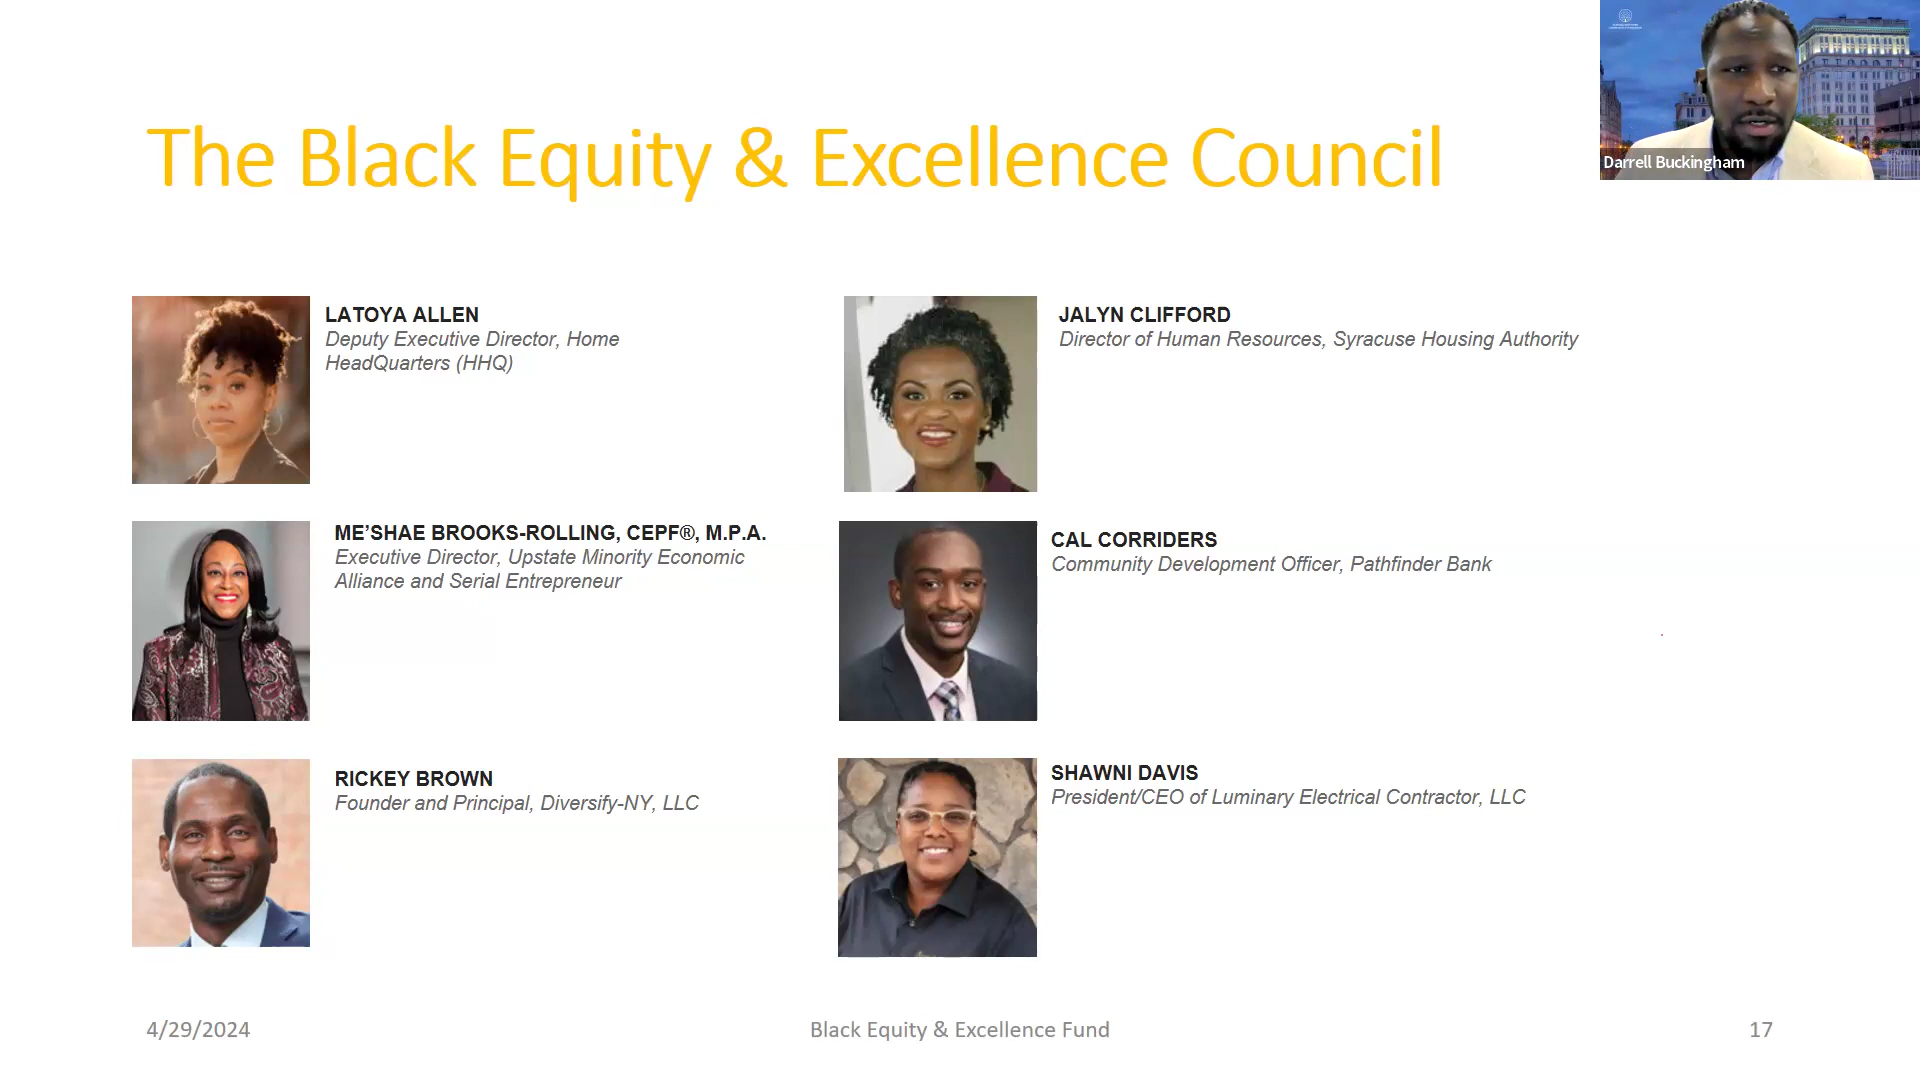 The Black Equity & Excellence Council
Darrell Buckingham
LATOYA ALLEN
Deputy Executive Director, Home
HeadQuarters (HHQ)
JALYN CLIFFORD
Director of Human Resources, Syracuse Housing Authority
ME’SHAE BROOKS-ROLLING, CEPF®, M.P.A.
Executive Director, Upstate Minority Economic
Alliance and Serial Entrepreneur
CAL CORRIDERS
Community Development Officer, Pathfinder Bank
RICKEY BROWN
Founder and Principal, Diversify-NY, LLC
SHAWNI DAVIS
President/CEO of Luminary Electrical Contractor, LLC
4/29/2024
Black Equity & Excellence Fund
17